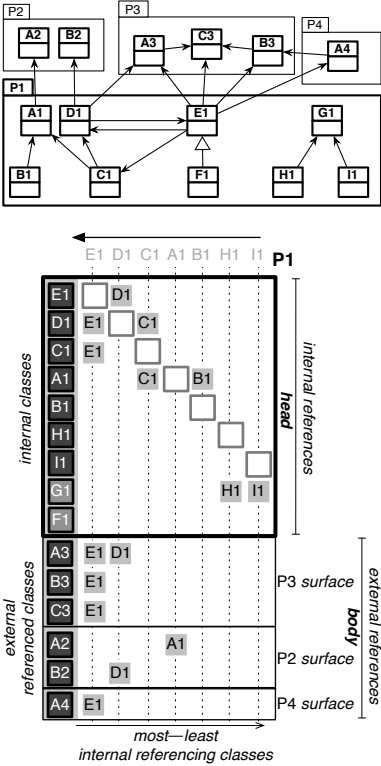 P2
P3
A2 B2
A3 C3 B3
P4
A4
P1
A1 D1 E1 G1
B1 C1 F1 H1 I1
E1 D1 C1 A1 B1 H1 I1 P1
E1 D1
D1 E1 C1
C1 E1
A1 C1 B1
B1
H1
I1
G1 H1 I1
F1
internal classes
internal references
head
A3 E1 D1
B3 E1
C3 E1
P3 surface
A2 A1
B2 D1
P2 surface
A4 E1
P4 surface
external
referenced classes
external references
body
most—least
internal referencing classes